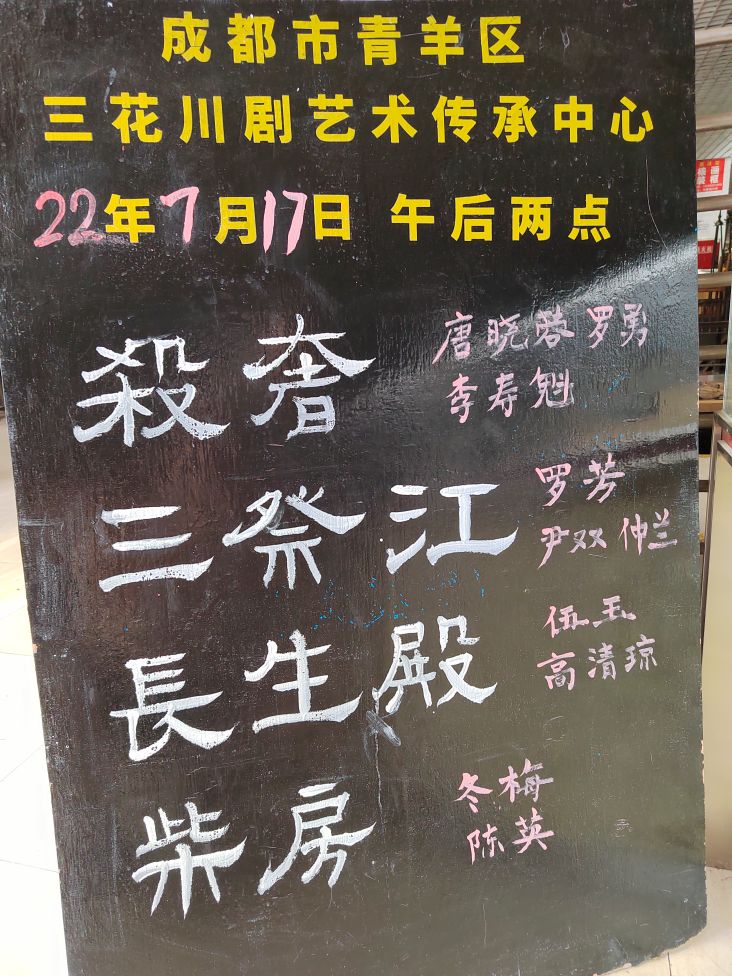 成都市青羊区
三花川剧艺术传承中心
22年7月17日 午后两点
殺奢 唐晓蓉 罗勇
李寿魁
三祭江 罗芳
尹双 仲兰
長生殿 伍玉
高清琼
柴房 冬梅
陈英